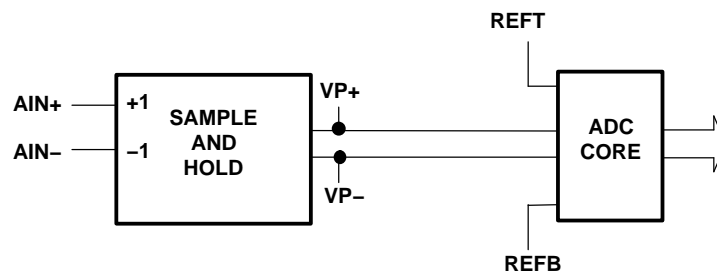 REFT
AIN+
+1
SAMPLE
AND
HOLD
VP+
ADC
CORE
AIN−
−1
VP−
REFB